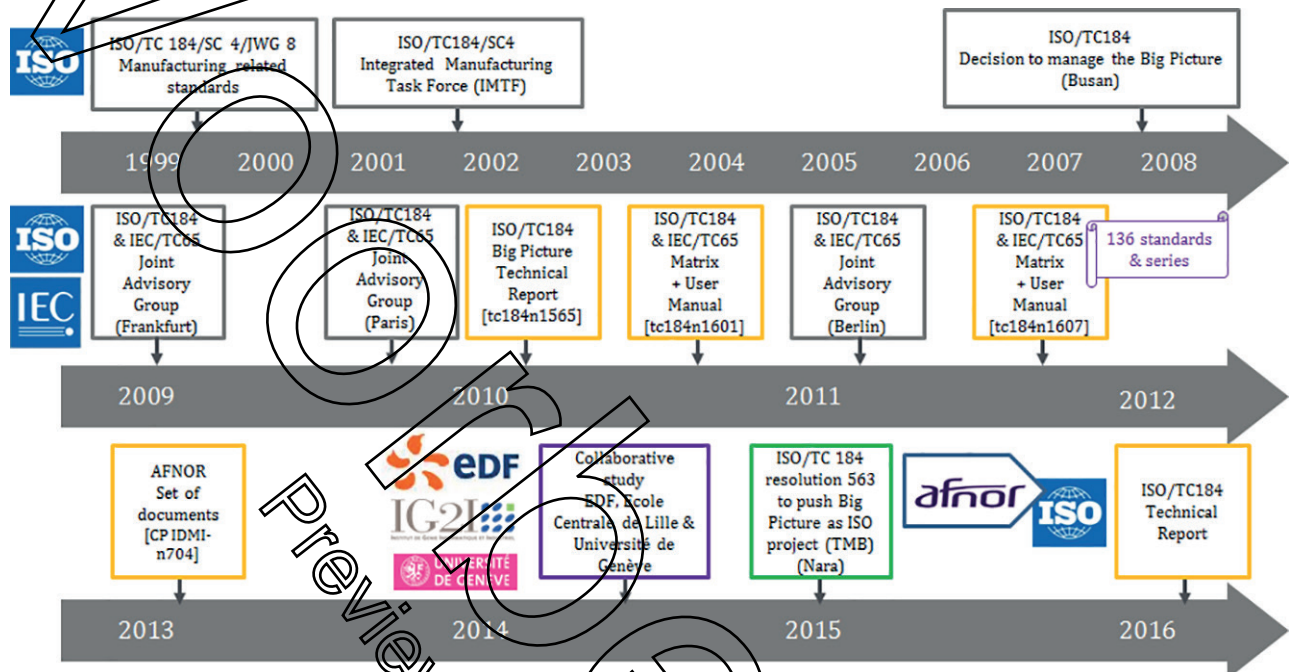 ISO
ISO/TC 184/SC 4/JWG 8
Manufacturing related
standards
ISO/TC184/SC4
Integrated Manufacturing
Task Force (IMTF)
ISO/TC184
Decision to manage the Big Picture
(Busan)
1999 2000 2001 2002 2003 2004 2005 2006 2007 2008
ISO
IEC
ISO/TC184
& IEC/TC65
Joint
Advisory
Group
(Frankfurt)
ISO/TC184
& IEC/TC65
Joint
Advisory
Group
(Paris)
ISO/TC184
Big Picture
Technical
Report
[tc184n1565]
ISO/TC184
& IEC/TC65
Matrix
+ User
Manual
[tc184n1601]
ISO/TC184
& IEC/TC65
Joint
Advisory
Group
(Berlin)
ISO/TC184
& IEC/TC65
Matrix
+ User
Manual
[tc184n1607]
136 standards
& series
2009 2010 2011 2012
AFNOR
Set of
documents
[CP IDMI-
n704]
edf
IG2I
UNIVERSITÉ
DE GENÈVE
Collaborative
study
EDF, Ecole
Centrale de Lille &
Université de
Genève
ISO/TC 184
resolution 563
to push Big
Picture as ISO
project (TMB)
(Nara)
afnor
ISO
ISO/TC184
Technical
Report
2013 2014 2015 2016